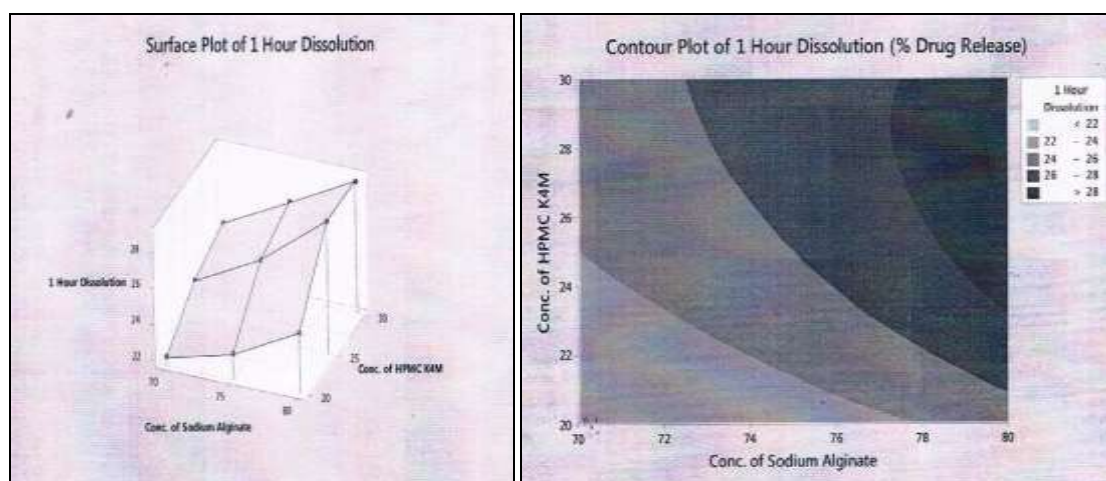 Surface Plot of 1 Hour Dissolution
28
26
1 Hour Dissolution
24
22
70
75
80
20
25
30
Conc. of HPMC K4M
Conc. of Sodium Alginate
Contour Plot of 1 Hour Dissolution (% Drug Release)
30
28
26
24
22
20
Conc. of HPMC K4M
70 72 74 76 78 80
Conc. of Sodium Alginate
1 Hour
Dissolution
< 22
22 – 24
24 – 26
26 – 28
> 28